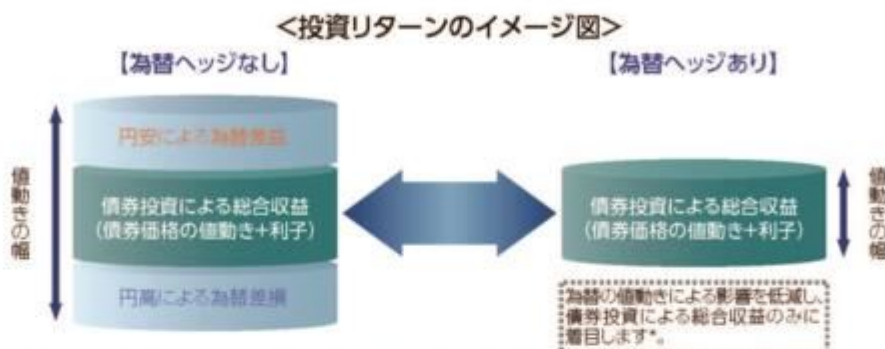 <投資リターンのイメージ図>
【為替ヘッジなし】
値動きの幅
円安による為替差益
債券投資による総合収益
(債券価格の値動き+利子)
円高による為替差損
【為替ヘッジあり】
債券投資による総合収益
(債券価格の値動き+利子)
値動きの幅
為替の値動きによる影響を低減し、
債券投資による総合収益のみに
着目します*。